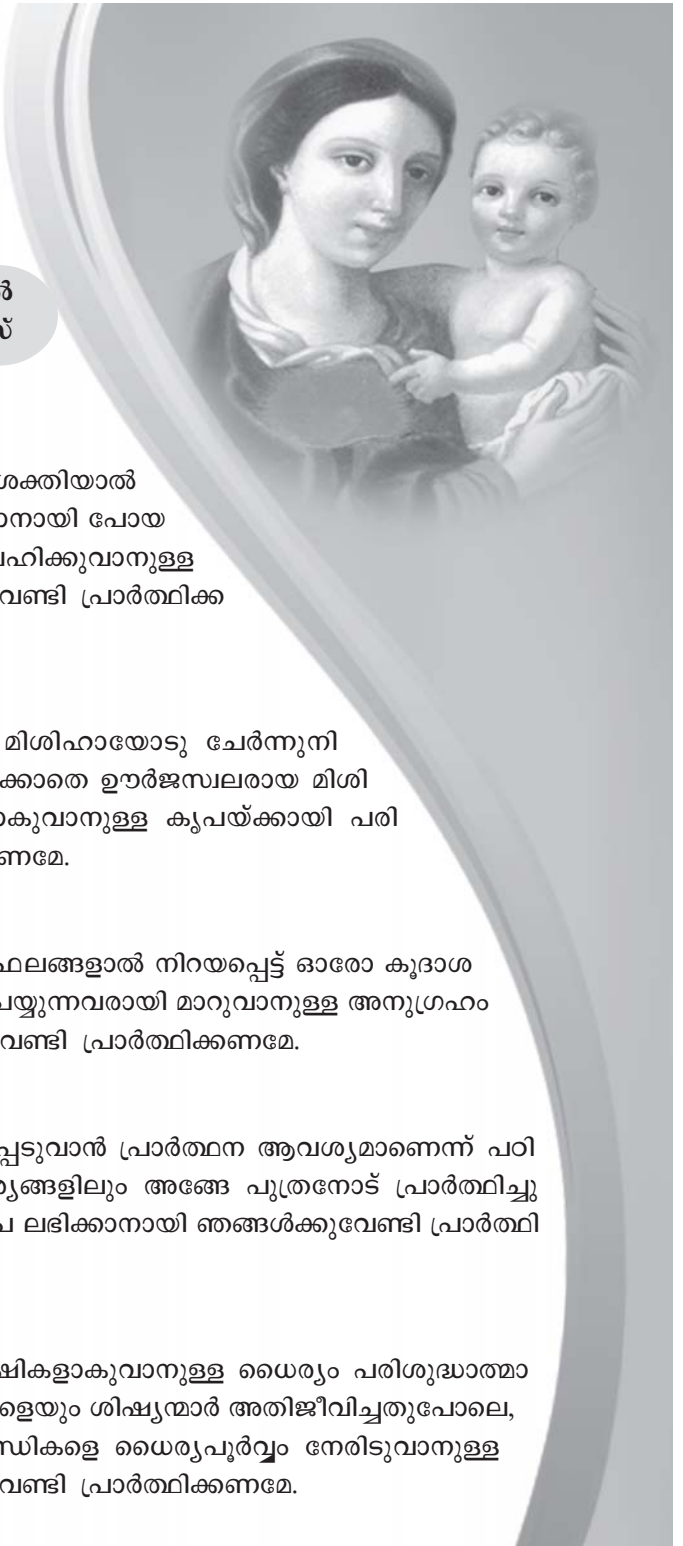 ൽ
സ്
ശക്തിയാൽ
ാനായി പോയ
വഹിക്കുവാനുള്ള
വേണ്ടി പ്രാർത്ഥിക്ക
മിശിഹായോടു ചേർന്നുനി
ക്കാതെ ഊർജസ്വലരായ മിശി
ാകുവാനുള്ള കൃപയ്ക്കായി പരി
ണമേ.
ഫലങ്ങളാൽ നിറയപ്പെട്ട് ഓരോ കൂദാശ
ചെയ്യുന്നവരായി മാറുവാനുള്ള അനുഗ്രഹം
വേണ്ടി പ്രാർത്ഥിക്കണമേ.
പ്പെടുവാൻ പ്രാർത്ഥന ആവശ്യമാണെന്ന് പഠി
ര്യങ്ങളിലും അങ്ങേ പുത്രനോട് പ്രാർത്ഥിച്ചു
പ ലഭിക്കാനായി ഞങ്ങൾക്കുവേണ്ടി പ്രാർത്ഥി
ഷികളാകുവാനുള്ള ധൈര്യം പരിശുദ്ധാത്മാ
ളെയും ശിഷ്യന്മാർ അതിജീവിച്ചതുപോലെ,
ന്ധികളെ ധൈര്യപൂർവ്വം നേരിടുവാനുള്ള
വേണ്ടി പ്രാർത്ഥിക്കണമേ.